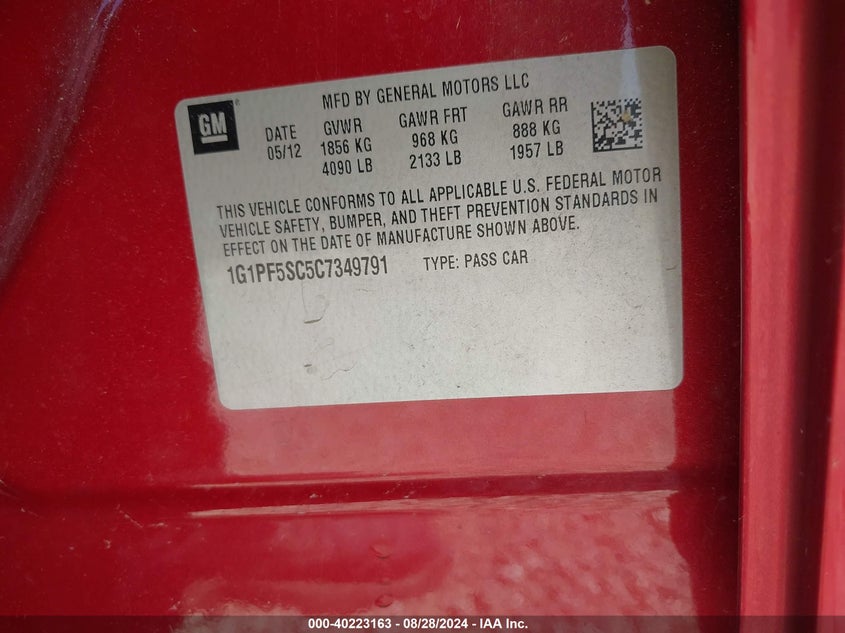 MFD BY GENERAL MOTORS LLC
GM
DATE GVWR GAWR FRT GAWR RR
05/12 1856 KG 968 KG 888 KG
4090 LB 2133 LB 1957 LB
THIS VEHICLE CONFORMS TO ALL APPLICABLE U.S. FEDERAL MOTOR
VEHICLE SAFETY, BUMPER, AND THEFT PREVENTION STANDARDS IN
EFFECT ON THE DATE OF MANUFACTURE SHOWN ABOVE.
1G1PF5SC5C7349791 TYPE: PASS CAR
000-40223163 - 08/28/2024 - IAA Inc.